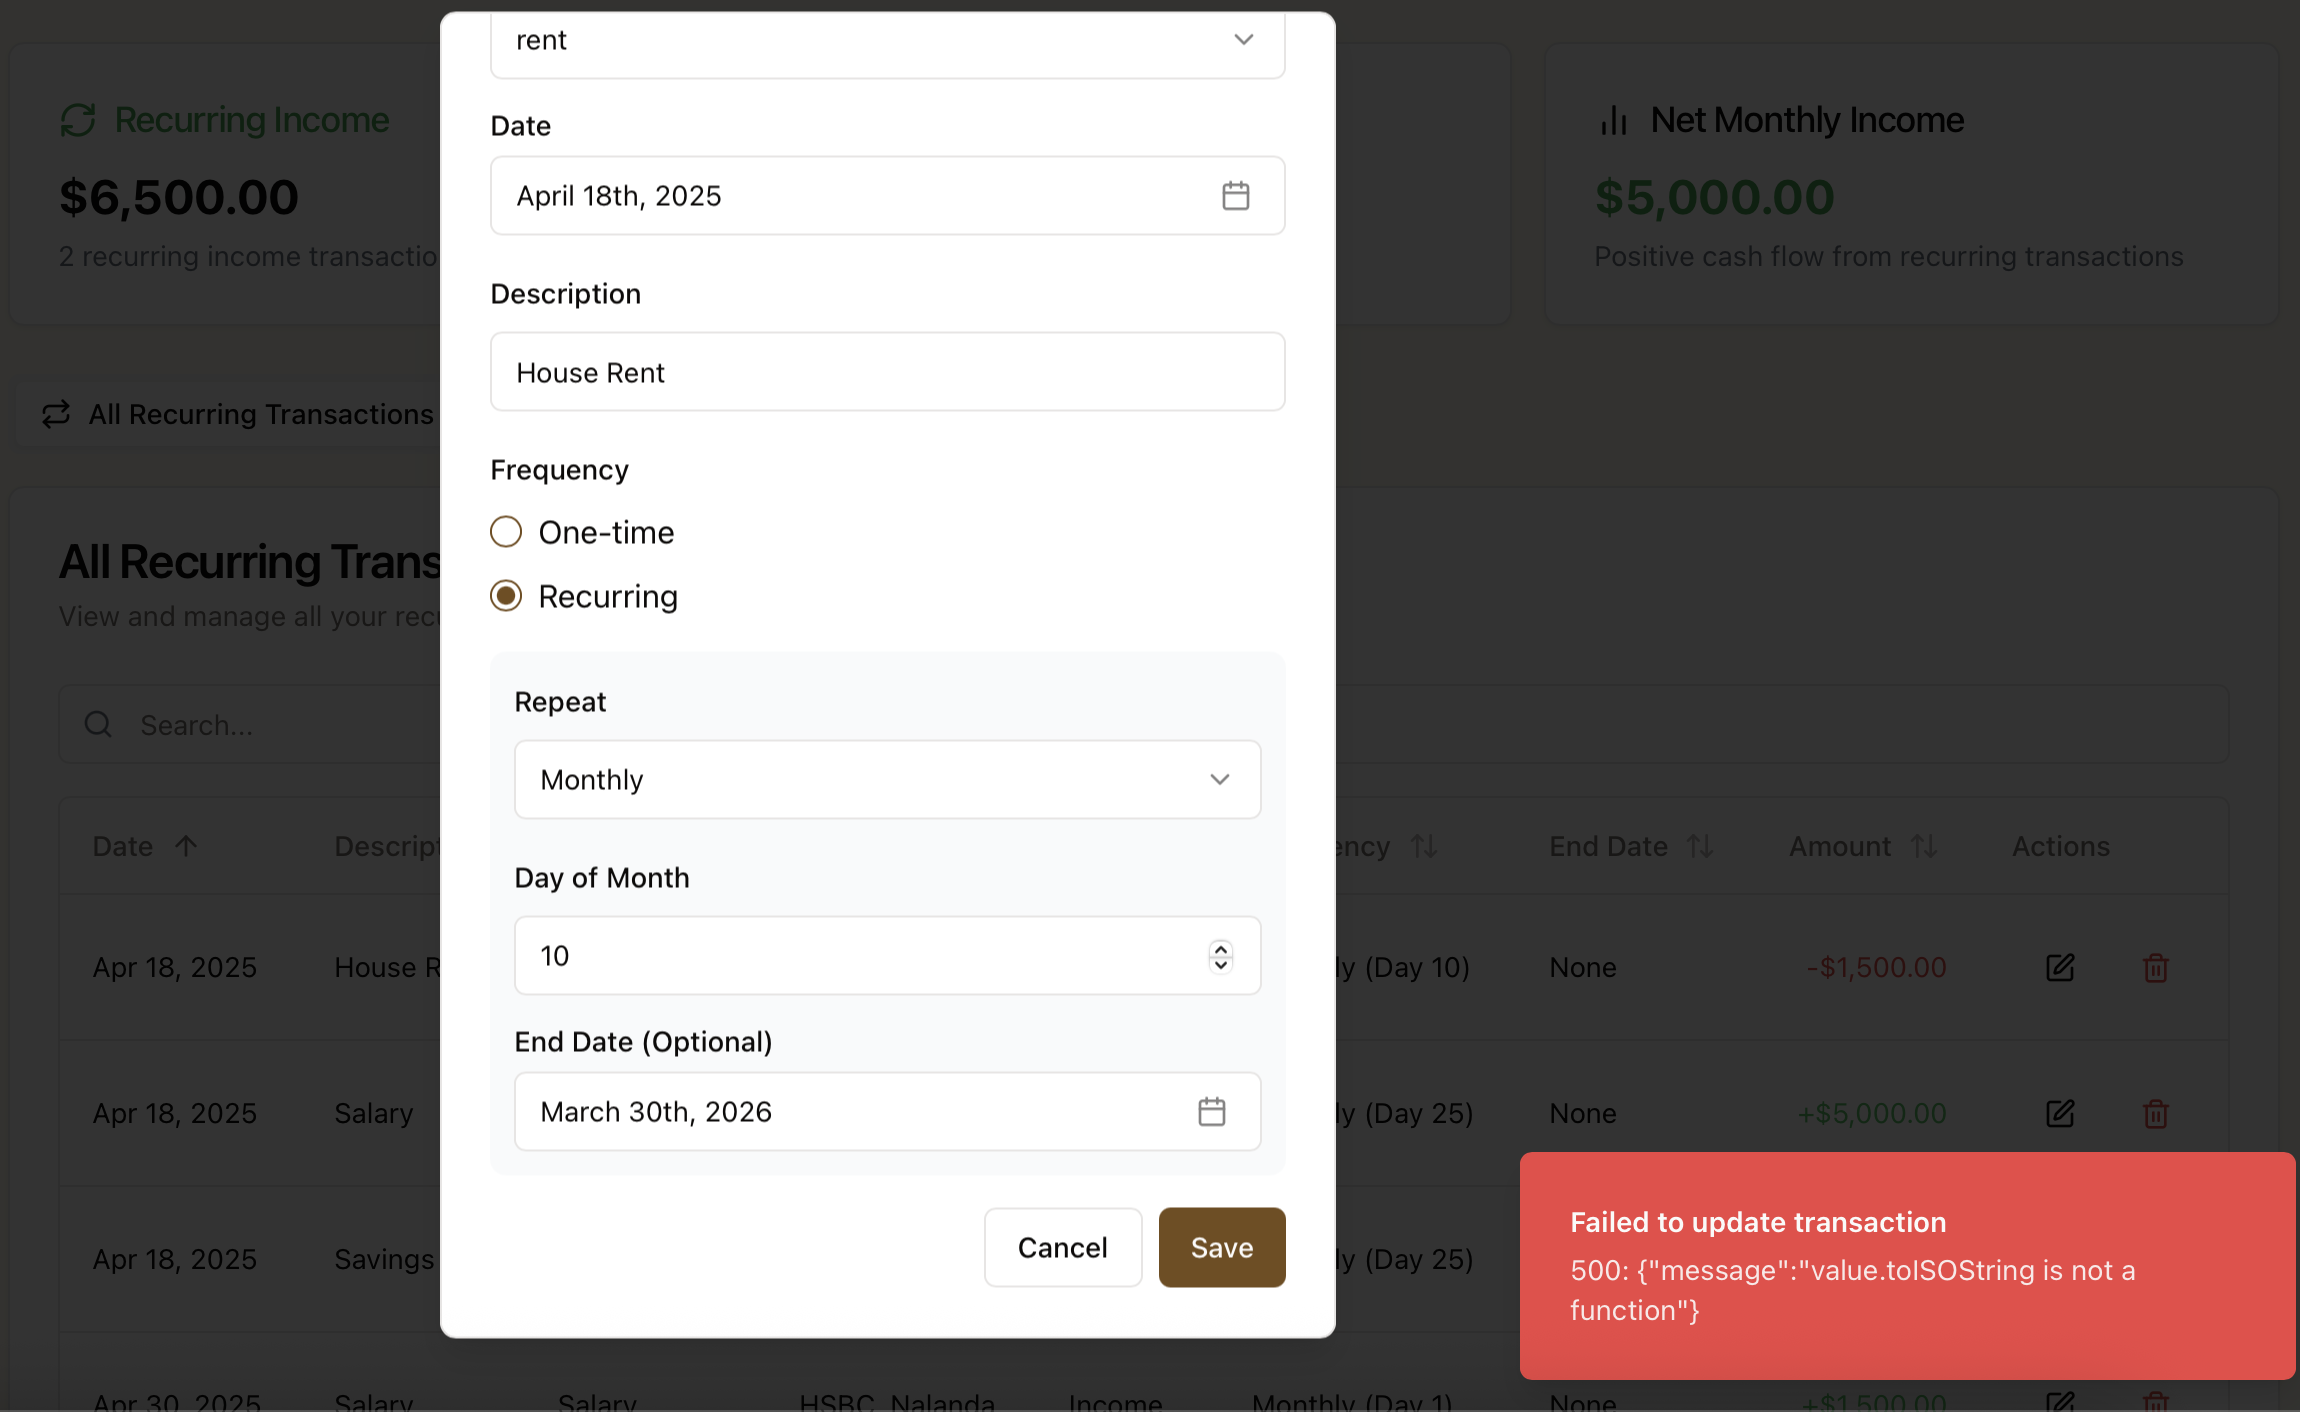 rent
Recurring Income
$6,500.00
2 recurring income transactio
Net Monthly Income
$5,000.00
Positive cash flow from recurring transactions
Date
April 18th, 2025
Description
House Rent
All Recurring Transactions
Frequency
One-time
Recurring
All Recurring Trans
View and manage all your rec
Search...
Repeat
Monthly
Day of Month
10
End Date (Optional)
March 30th, 2026
Cancel
Save
Date Descript ency End Date Amount Actions
Apr 18, 2025 House R ly (Day 10) None -$1,500.00
Apr 18, 2025 Salary ly (Day 25) None +$5,000.00
Apr 18, 2025 Savings ly (Day 25)
Apr 30, 2025 Salary Salary HSBC Nalanda Income Monthly (Day 1) None +$1,500.00
Failed to update transaction
500: {"message":"value.toISOString is not a
function"}